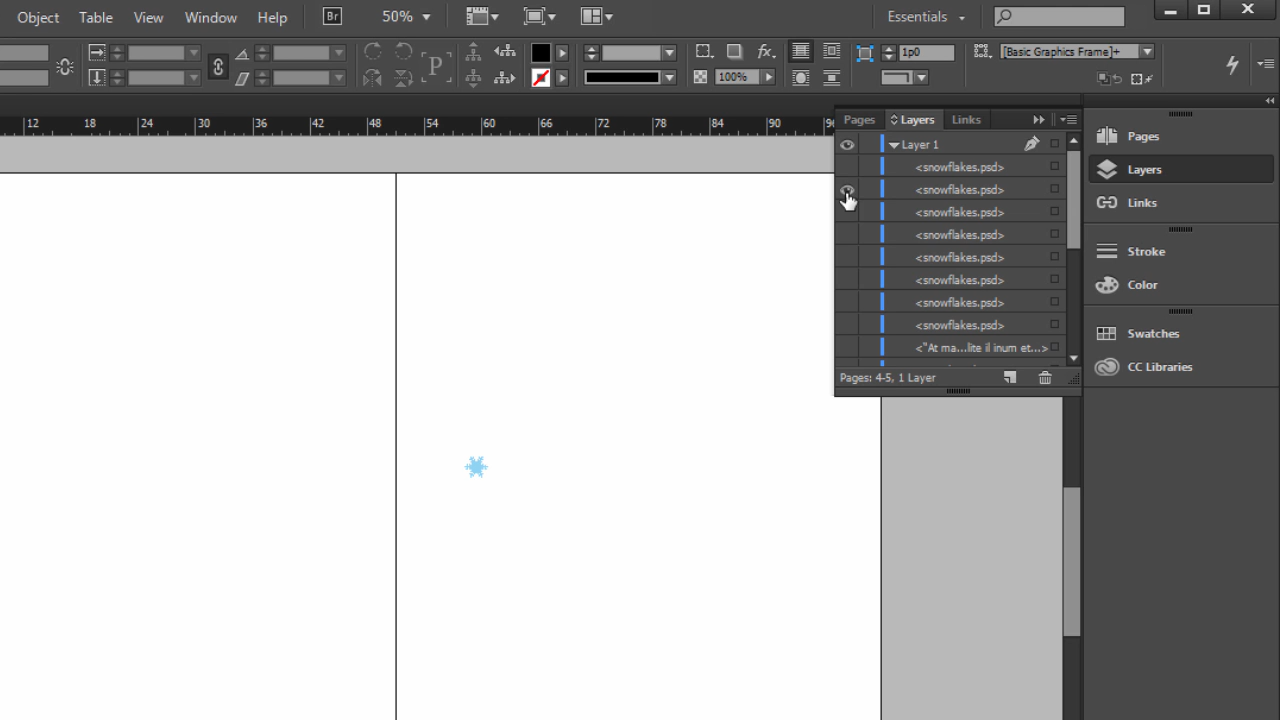 Object Table View Window Help Br 50% Essentials
1p0 [Basic Graphics Frame]+
P fx. 100%
12 18 24 30 36 42 48 54 60 66 72 78 84 90
Pages Layers Links
Layer 1
<snowflakes.psd>
<snowflakes.psd>
<snowflakes.psd>
<snowflakes.psd>
<snowflakes.psd>
<snowflakes.psd>
<snowflakes.psd>
<snowflakes.psd>
<"At ma...lite il inum et...>
Pages: 4-5, 1 Layer
Pages
Layers
Links
Stroke
Color
Swatches
CC Libraries